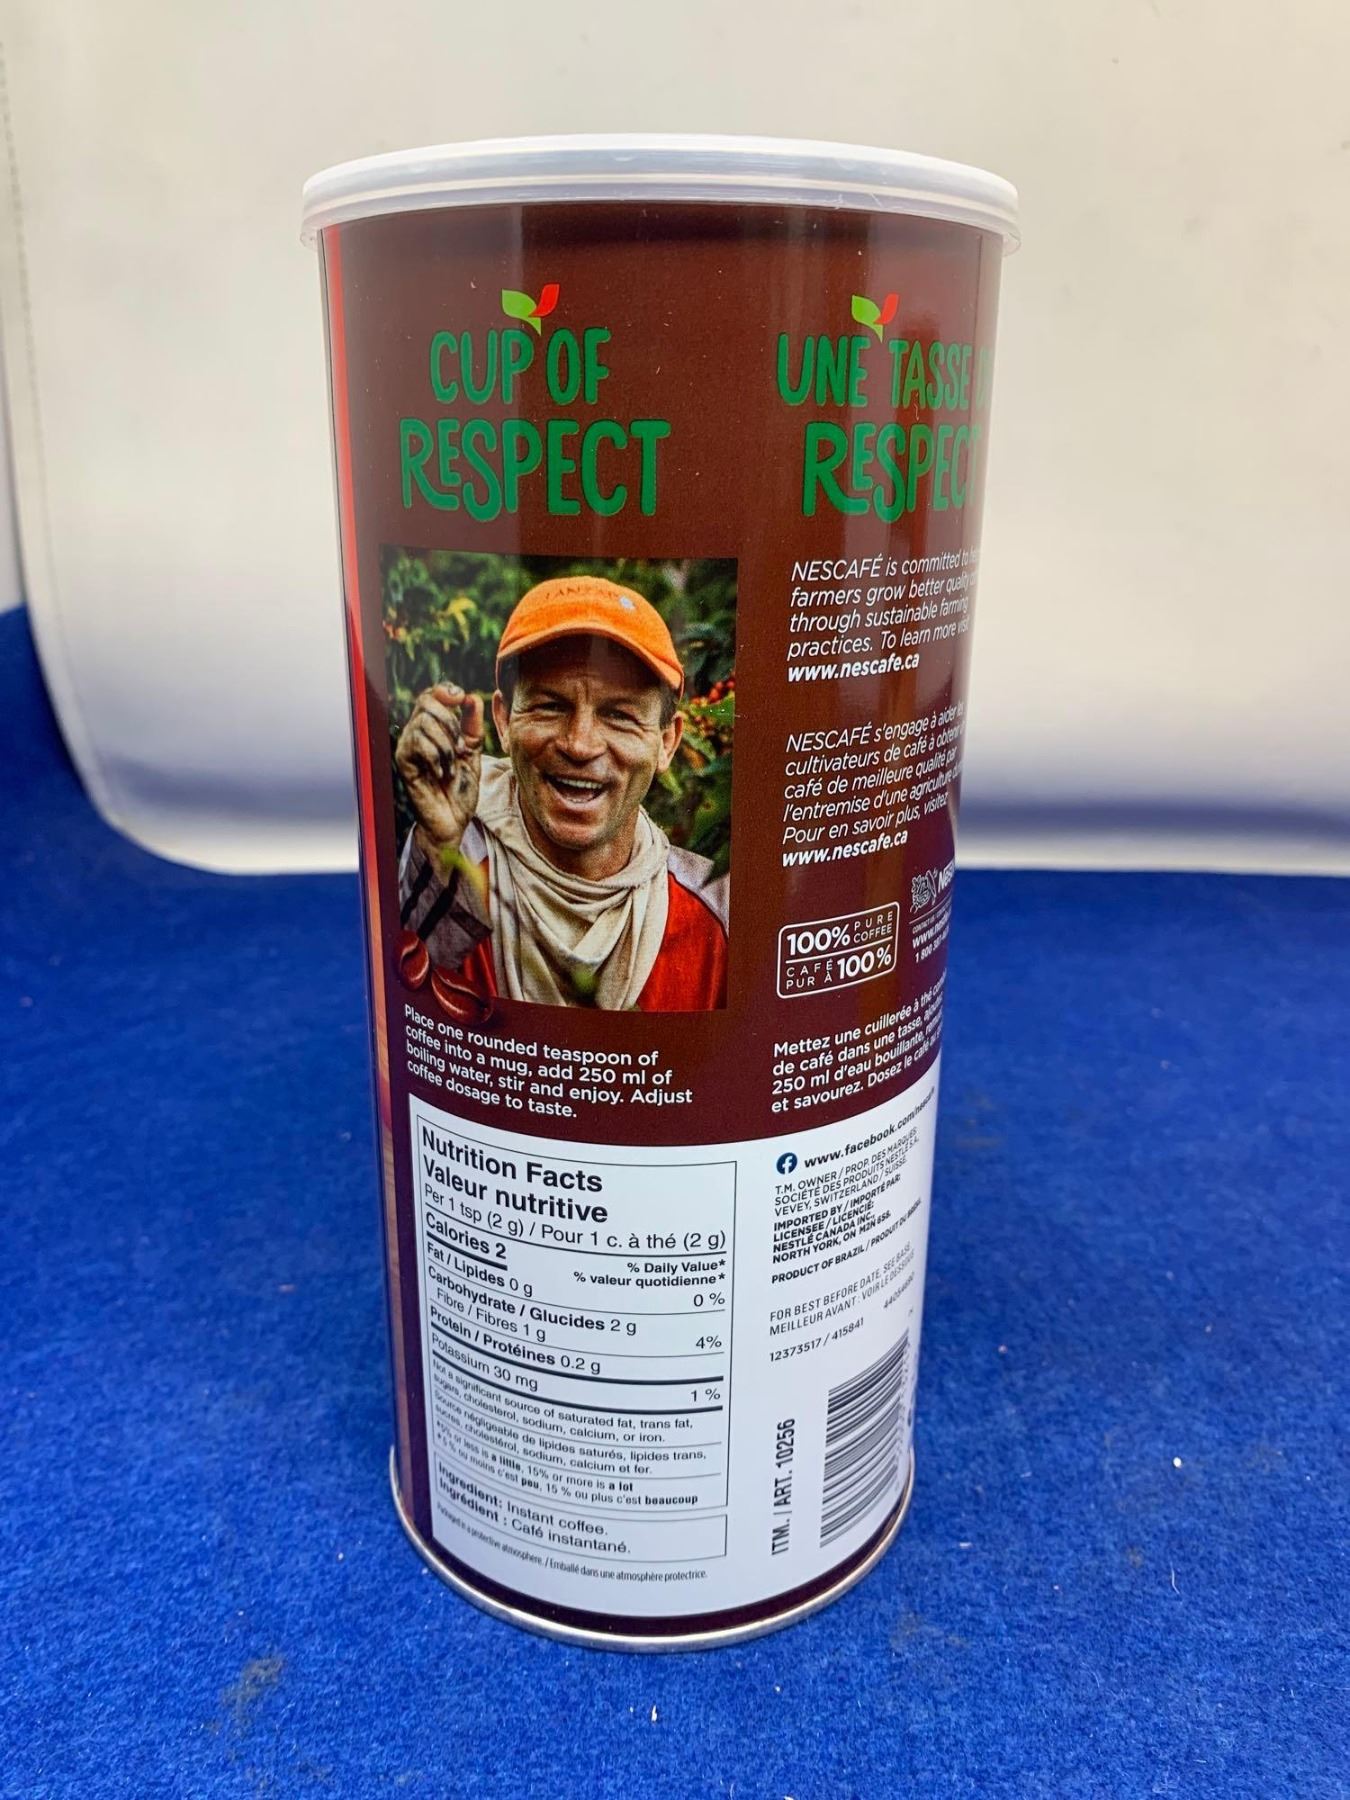 CUP OF
RESPECT
UNE TASSE
RESPECT
NESCAFÉ is committed to
farmers grow better quality
through sustainable farming
practices. To learn more visit
www.nescafe.ca
NESCAFÉ s'engage à aider
cultivateurs de café à obtenir
café de meilleure qualité par
l'entremise d'une agriculture
Pour en savoir plus, visitez
www.nescafe.ca
100% PURE COFFEE
CAFÉ PUR À 100%
Place one rounded teaspoon of
coffee into a mug, add 250 ml of
boiling water, stir and enjoy. Adjust
coffee dosage to taste.
Mettez une cuillerée à thé
de café dans une tasse,
250 ml d'eau bouillante,
et savourez. Dosez le café
Nutrition Facts
Valeur nutritive
Per 1 tsp (2 g) / Pour 1 c. à thé (2 g)
Calories 2
% Daily Value*
% valeur quotidienne*
Fat / Lipides 0 g 0 %
Carbohydrate / Glucides 2 g
Fibre / Fibres 1 g 4%
Protein / Protéines 0.2 g
Potassium 30 mg 1 %
Not a significant source of saturated fat, trans fat,
sugars, cholesterol, sodium, calcium, or iron.
Source négligeable de lipides saturés, lipides trans,
sucres, cholestérol, sodium, calcium et fer.
*5% or less is a little, 15% or more is a lot
*5 % ou moins c'est peu, 15 % ou plus c'est beaucoup
Ingredient: Instant coffee.
Ingrédient : Café instantané.
Packaged in a protective atmosphere. / Emballé dans une atmosphère protectrice.
www.facebook.com/
T.M. OWNER / PROP. DES MARQUES:
SOCIÉTÉ DES PRODUITS NESTLÉ S.A.
VEVEY, SWITZERLAND / SUISSE.
IMPORTED BY / IMPORTÉ PAR:
LICENSEE / LICENCIÉ:
NESTLÉ CANADA INC.,
NORTH YORK, ON M2N 6S8.
PRODUCT OF BRAZIL / PRODUIT DU BRÉSIL
FOR BEST BEFORE DATE, SEE BASE
MEILLEUR AVANT : VOIR LE DESSOUS
12373517 / 415841
ITM. / ART. 10256